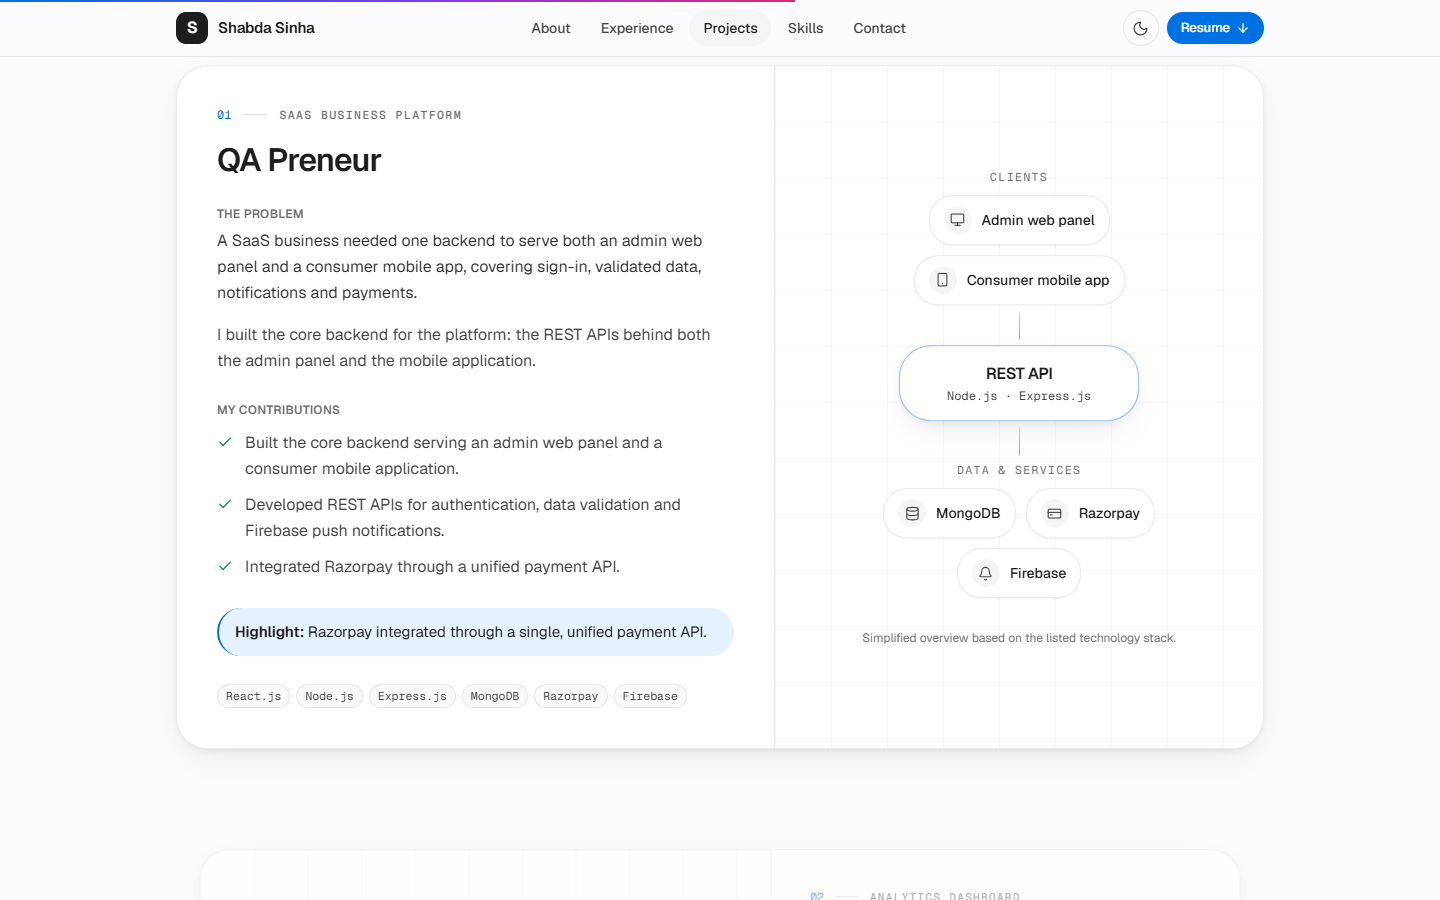 S
Shabda Sinha
About
Experience
Projects
Skills
Contact
Resume
01
SAAS BUSINESS PLATFORM
QA Preneur
THE PROBLEM
A SaaS business needed one backend to serve both an admin web
panel and a consumer mobile app, covering sign-in, validated data,
notifications and payments.
I built the core backend for the platform: the REST APIs behind both
the admin panel and the mobile application.
MY CONTRIBUTIONS
Built the core backend serving an admin web panel and a
consumer mobile application.
Developed REST APIs for authentication, data validation and
Firebase push notifications.
Integrated Razorpay through a unified payment API.
Highlight: Razorpay integrated through a single, unified payment API.
React.js
Node.js
Express.js
MongoDB
Razorpay
Firebase
CLIENTS
Admin web panel
Consumer mobile app
REST API
Node.js · Express.js
DATA & SERVICES
MongoDB
Razorpay
Firebase
Simplified overview based on the listed technology stack.
02
ANALYTICS DASHBOARD